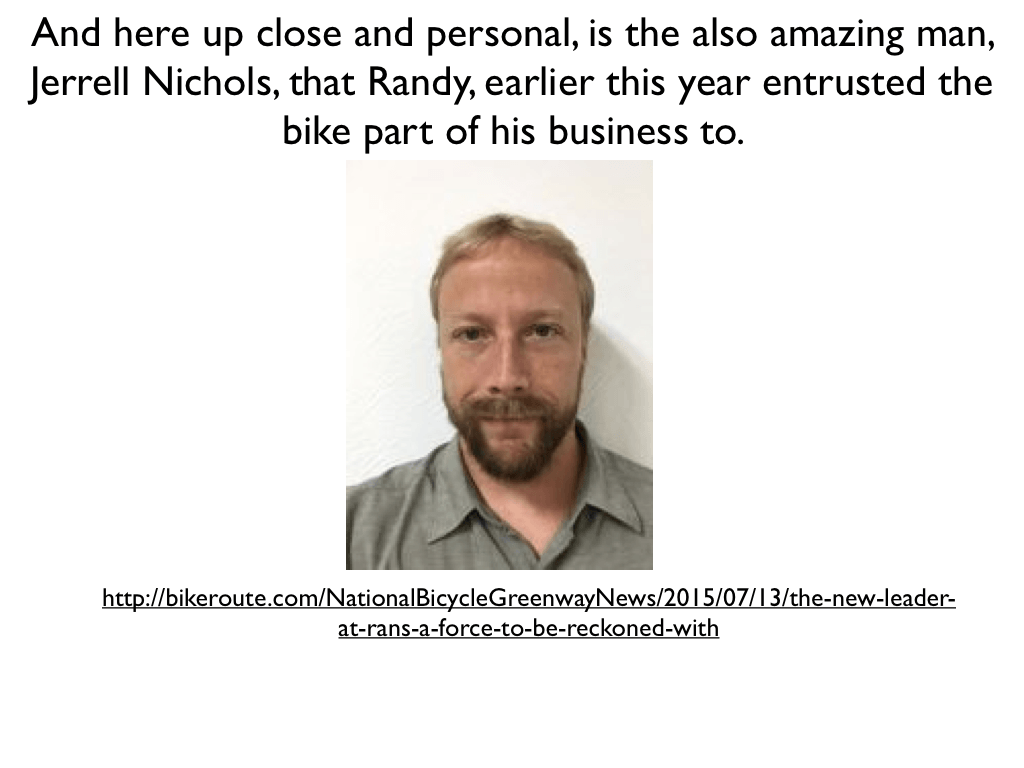 And here up close and personal, is the also amazing man,
Jerrell Nichols, that Randy, earlier this year entrusted the
bike part of his business to.
http://bikeroute.com/NationalBicycleGreenwayNews/2015/07/13/the-new-leader-
at-rans-a-force-to-be-reckoned-with